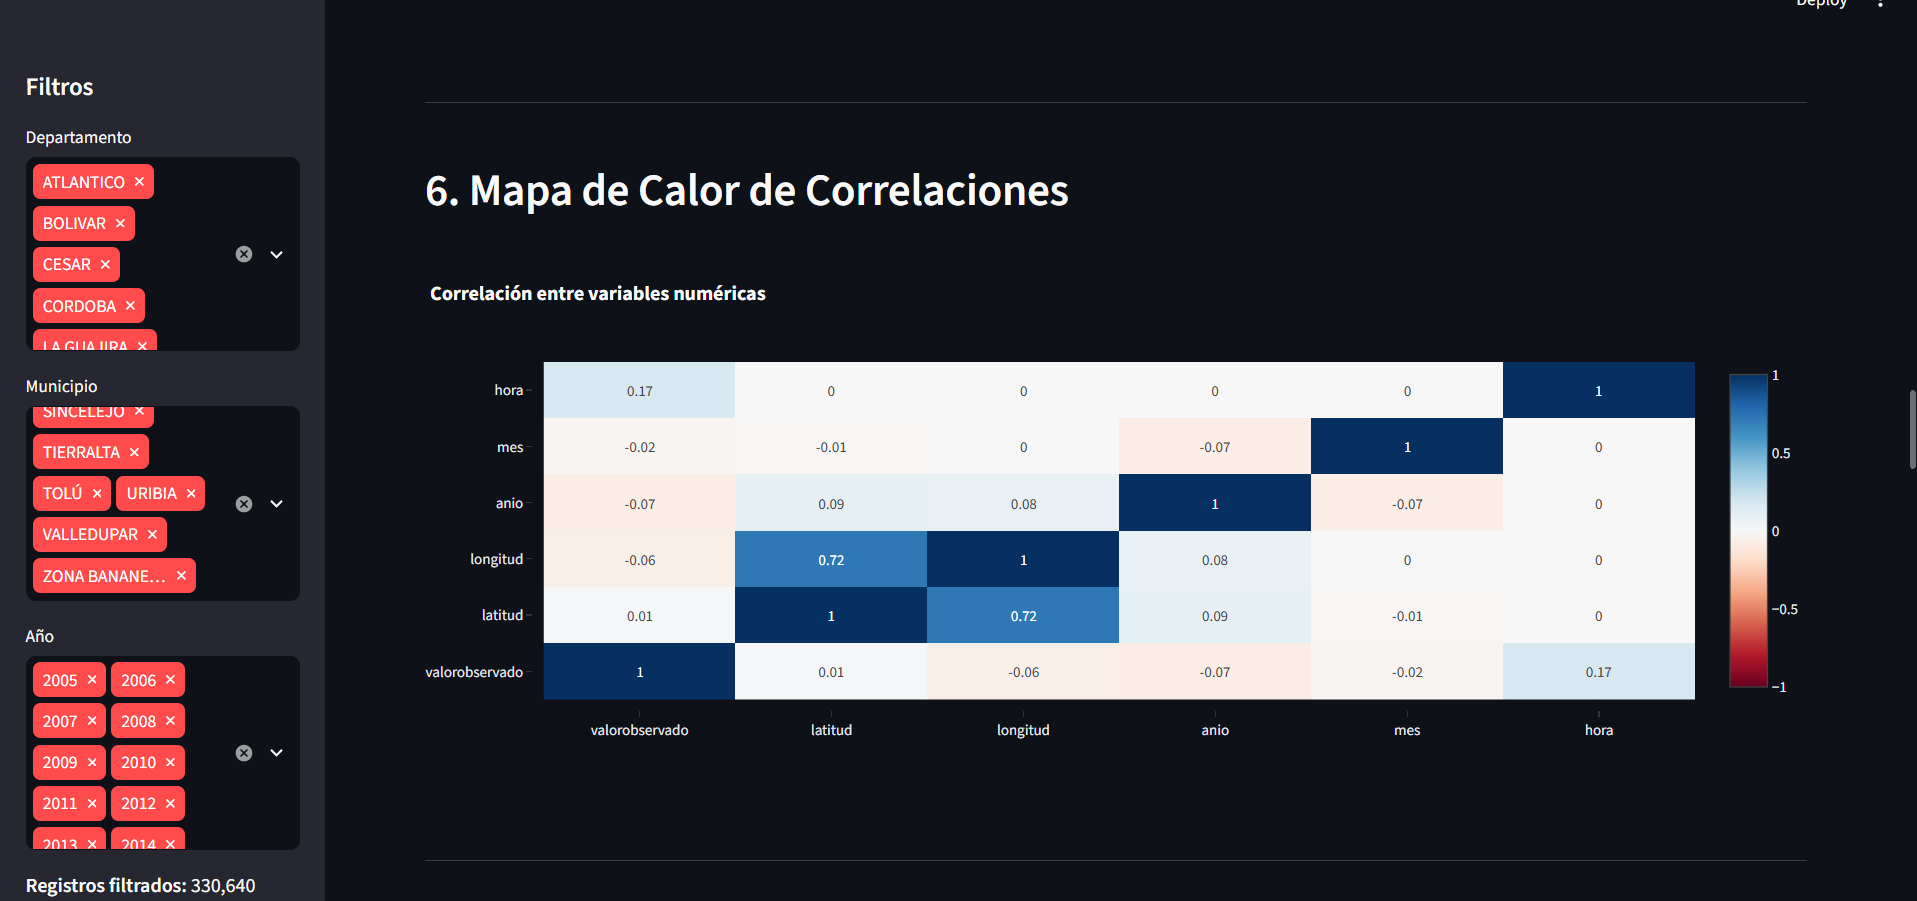 Deploy
Filtros
Departamento
ATLANTICO ×
BOLIVAR ×
CESAR ×
CORDOBA ×
LA GUAJIRA ×
Municipio
SINCELEJO ×
TIERRALTA ×
TOLÚ × URIBIA ×
VALLEDUPAR ×
ZONA BANANE... ×
Año
2005 × 2006 ×
2007 × 2008 ×
2009 × 2010 ×
2011 × 2012 ×
2013 × 2014 ×
Registros filtrados: 330,640
6. Mapa de Calor de Correlaciones
Correlación entre variables numéricas
hora 0.17 0 0 0 0 1
mes -0.02 -0.01 0 -0.07 1 0
anio -0.07 0.09 0.08 1 -0.07 0
longitud -0.06 0.72 1 0.08 0 0
latitud 0.01 1 0.72 0.09 -0.01 0
valorobservado 1 0.01 -0.06 -0.07 -0.02 0.17
valorobservado latitud longitud anio mes hora
1
0.5
0
−0.5
−1